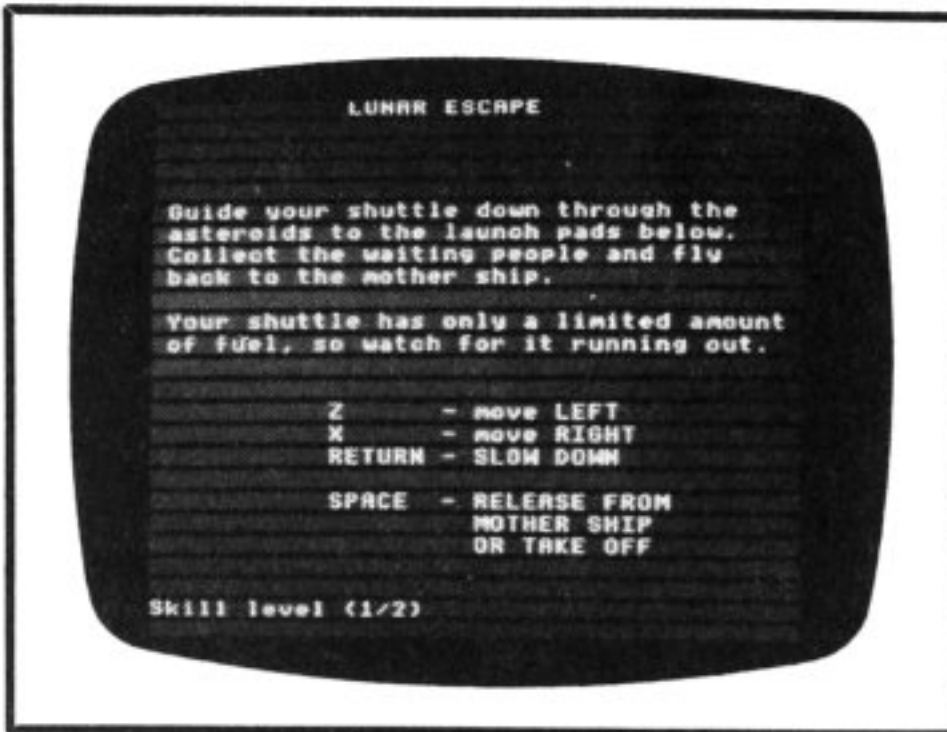 LUNAR ESCAPE
Guide your shuttle down through the
asteroids to the launch pads below.
Collect the waiting people and fly
back to the mother ship.
Your shuttle has only a limited amount
of fuel, so watch for it running out.
Z - move LEFT
X - move RIGHT
RETURN - SLOW DOWN
SPACE - RELEASE FROM
MOTHER SHIP
OR TAKE OFF
Skill level (1/2)